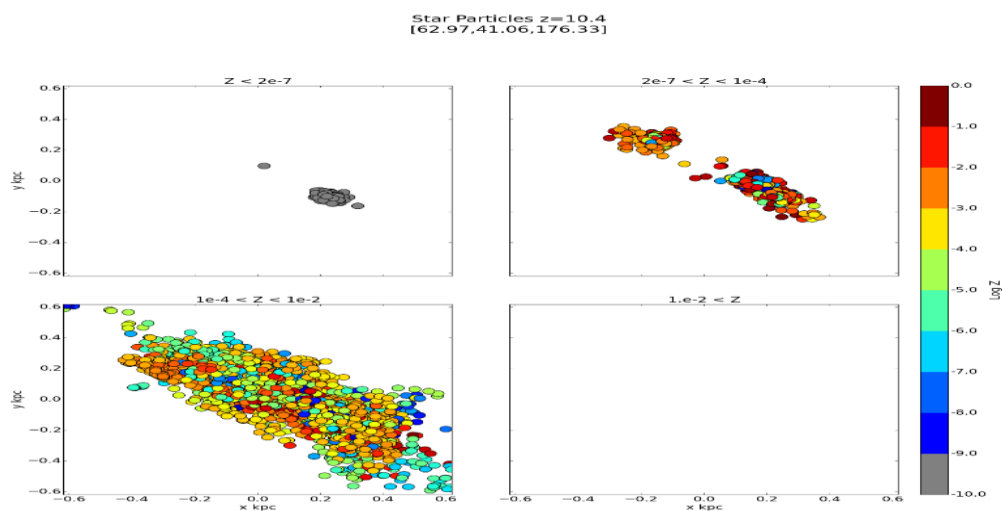 Star Particles z=10.4
[62.97,41.06,176.33]
Z < 2e-7
2e-7 < Z < 1e-4
0.6
0.4
0.2
0.0
−0.2
−0.4
−0.6
y kpc
0.0
-1.0
-2.0
-3.0
-4.0
-5.0
-6.0
-7.0
-8.0
-9.0
-10.0
Log Z
1e-4 < Z < 1e-2
1.e-2 < Z
0.6
0.4
0.2
0.0
−0.2
−0.4
−0.6
y kpc
−0.6 −0.4 −0.2 0.0 0.2 0.4 0.6
x kpc
−0.6 −0.4 −0.2 0.0 0.2 0.4 0.6
x kpc